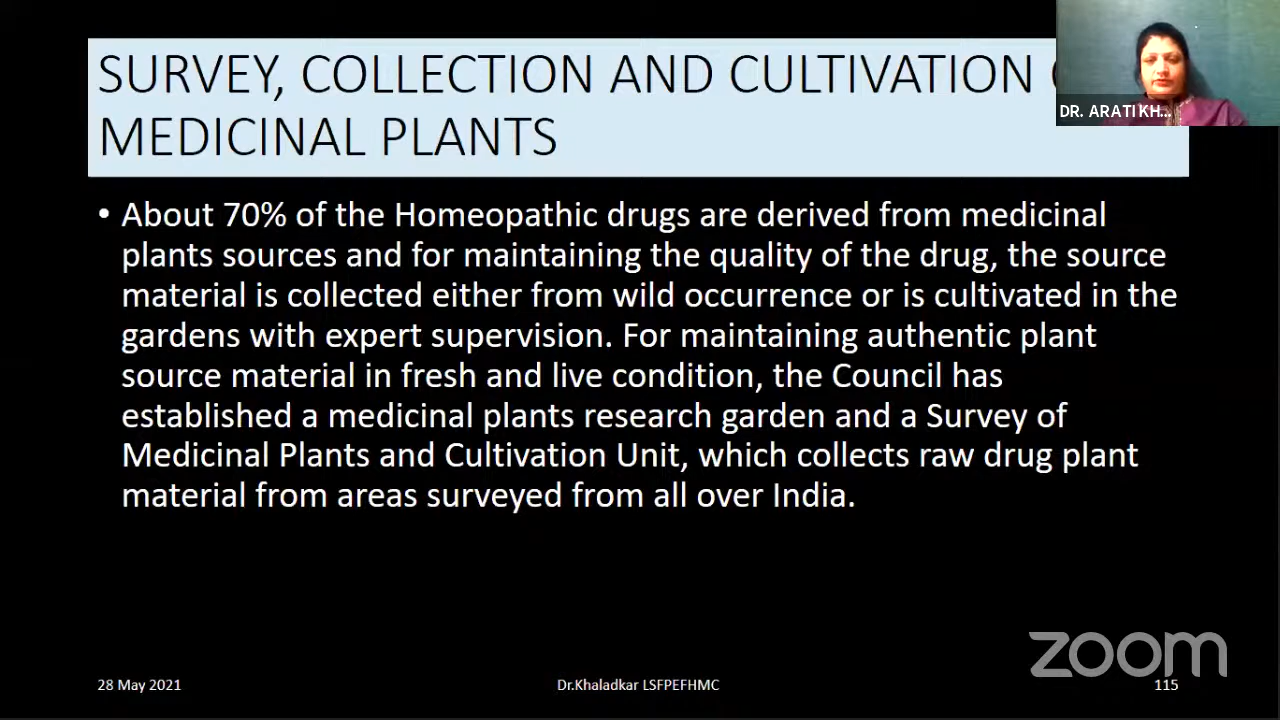 SURVEY, COLLECTION AND CULTIVATION
MEDICINAL PLANTS
DR. ARATI KH...
• About 70% of the Homeopathic drugs are derived from medicinal
plants sources and for maintaining the quality of the drug, the source
material is collected either from wild occurrence or is cultivated in the
gardens with expert supervision. For maintaining authentic plant
source material in fresh and live condition, the Council has
established a medicinal plants research garden and a Survey of
Medicinal Plants and Cultivation Unit, which collects raw drug plant
material from areas surveyed from all over India.
zoom
28 May 2021
Dr.Khaladkar LSFPEFHMC
115